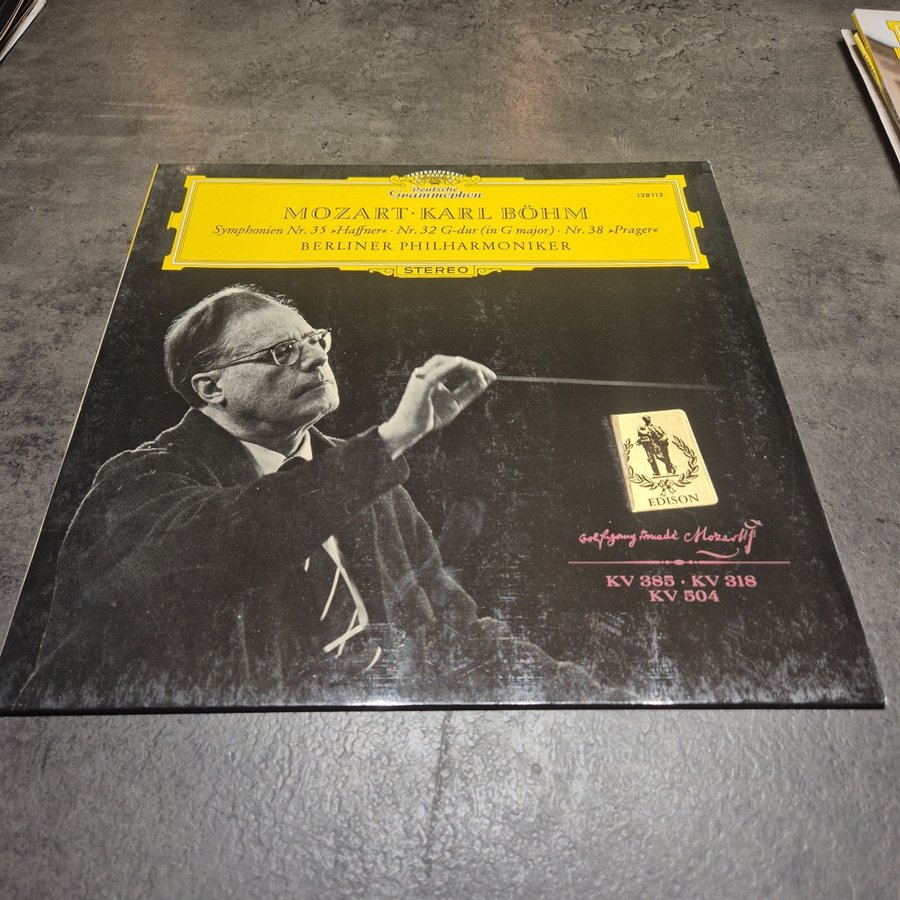 Deutsche
Grammophon
138112
MOZART · KARL BÖHM
Symphonien Nr. 35 »Haffner« · Nr. 32 G-dur (in G major) · Nr. 38 »Prager«
BERLINER PHILHARMONIKER
STEREO
EDISON
Wolfgang Amadè Mozart
KV 385 · KV 318
KV 504